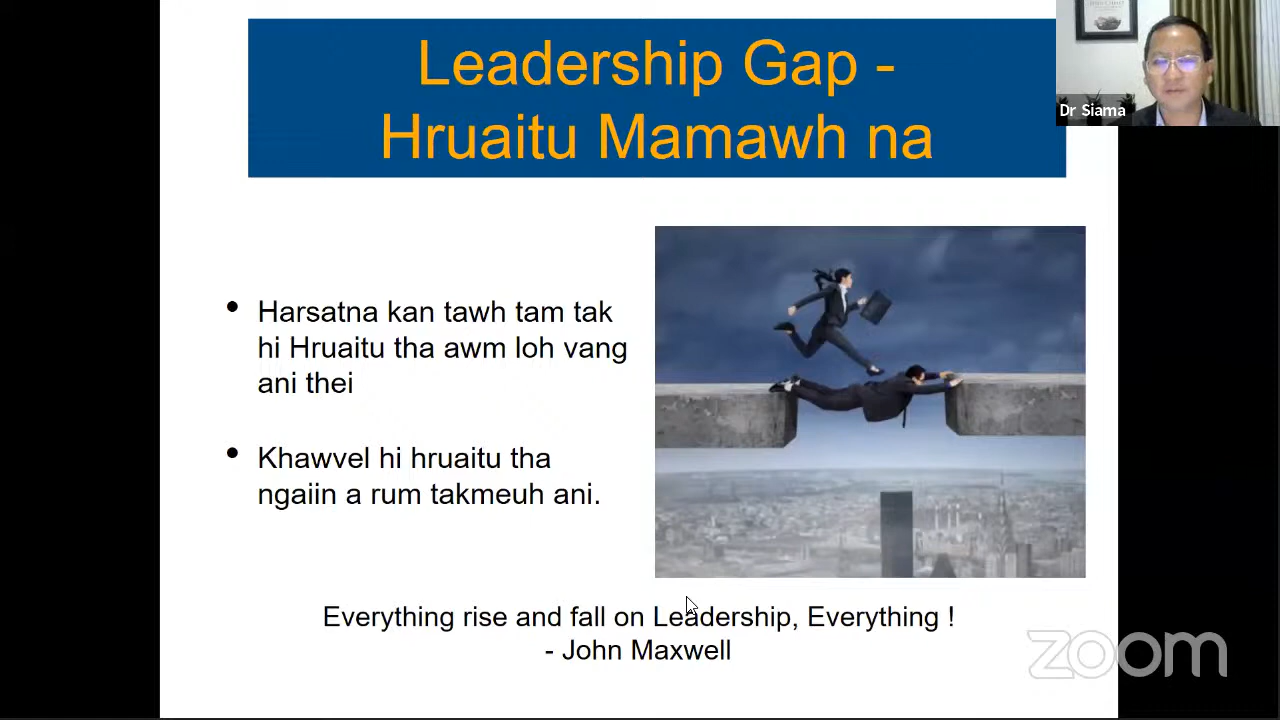 Leadership Gap -
Hruaitu Mamawh na
Dr Siama
• Harsatna kan tawh tam tak
hi Hruaitu tha awm loh vang
ani thei
• Khawvel hi hruaitu tha
ngaiin a rum takmeuh ani.
Everything rise and fall on Leadership, Everything !
- John Maxwell
zoom